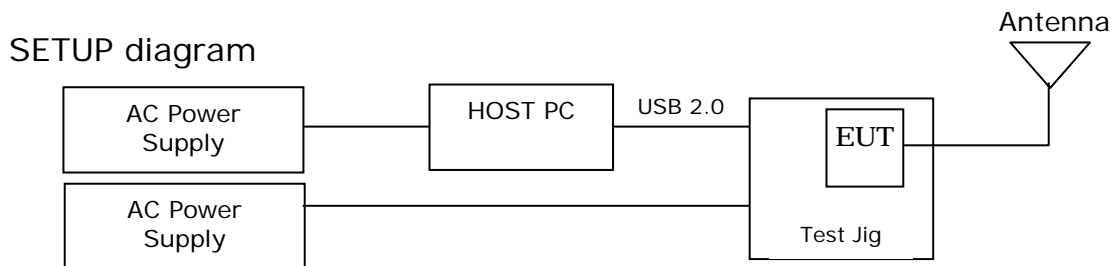 Antenna
SETUP diagram
AC Power
Supply
HOST PC
USB 2.0
EUT
AC Power
Supply
Test Jig